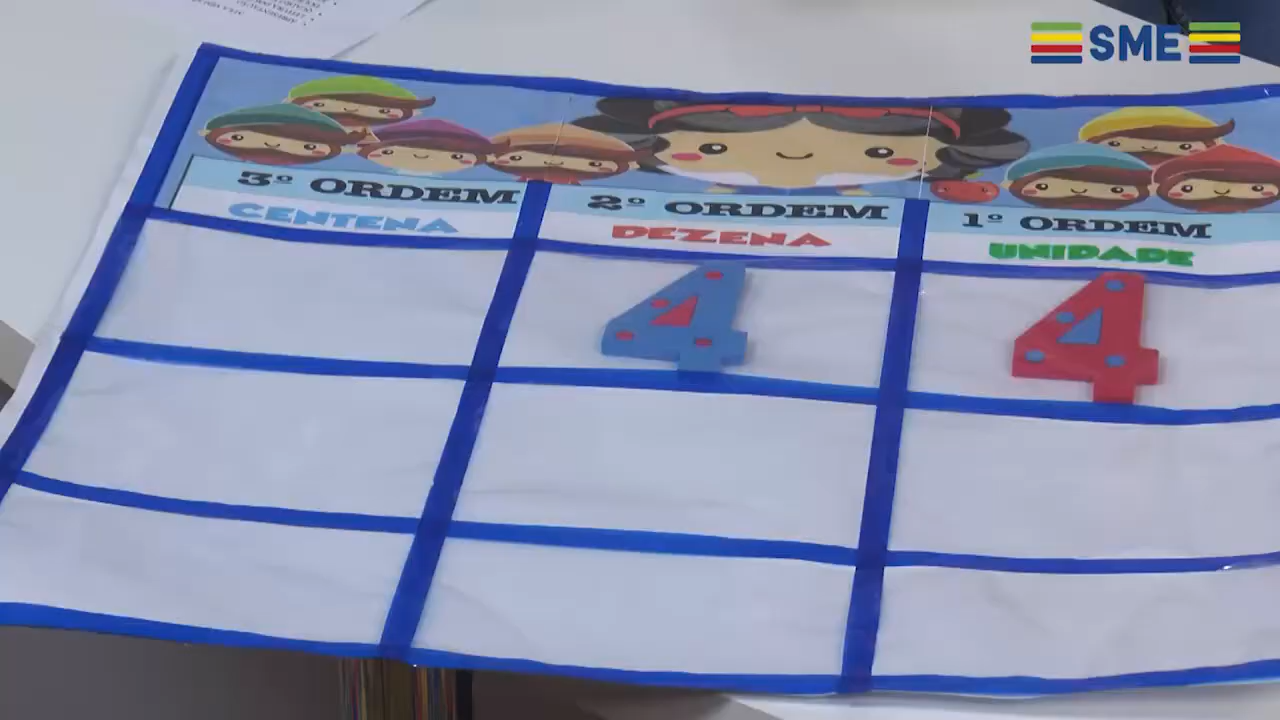 SME
3º ORDEM
CENTENA
2º ORDEM
DEZENA
1º ORDEM
UNIDADE
4
4